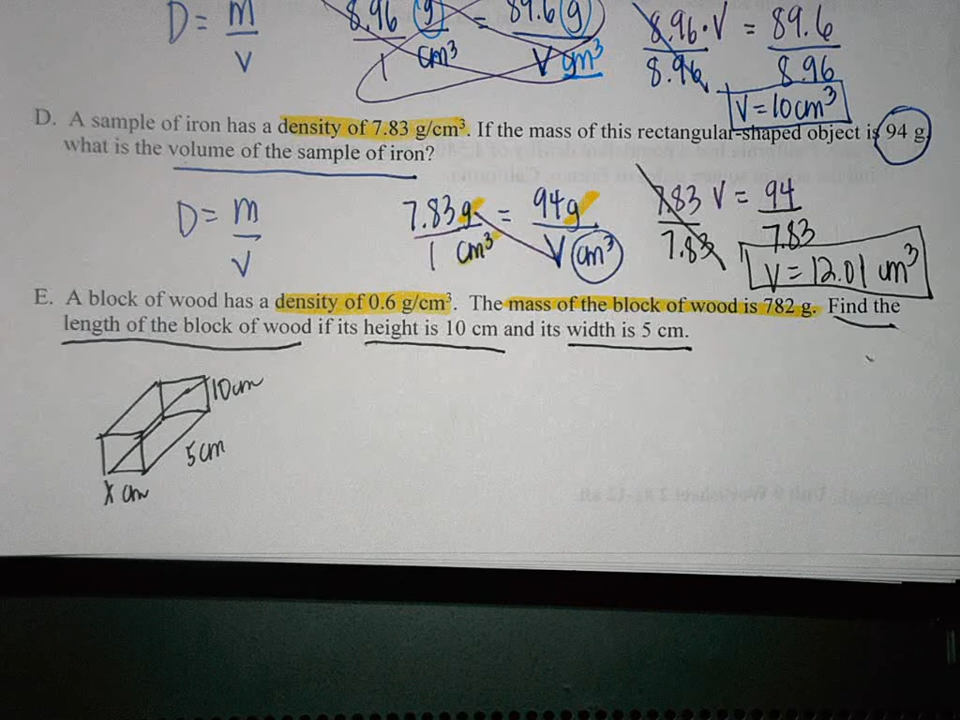 D = m/V
8.96 (g)/1 cm³ = 89.6 (g)/V cm³
8.96 · V/8.96 = 89.6/8.96
V = 10 cm³
D. A sample of iron has a density of 7.83 g/cm³. If the mass of this rectangular-shaped object is 94 g,
what is the volume of the sample of iron?
D = m/V
7.83 g/1 cm³ = 94 g/V cm³
7.83 V/7.83 = 94/7.83
V = 12.01 cm³
E. A block of wood has a density of 0.6 g/cm³. The mass of the block of wood is 782 g. Find the
length of the block of wood if its height is 10 cm and its width is 5 cm.
10cm
5cm
X cm